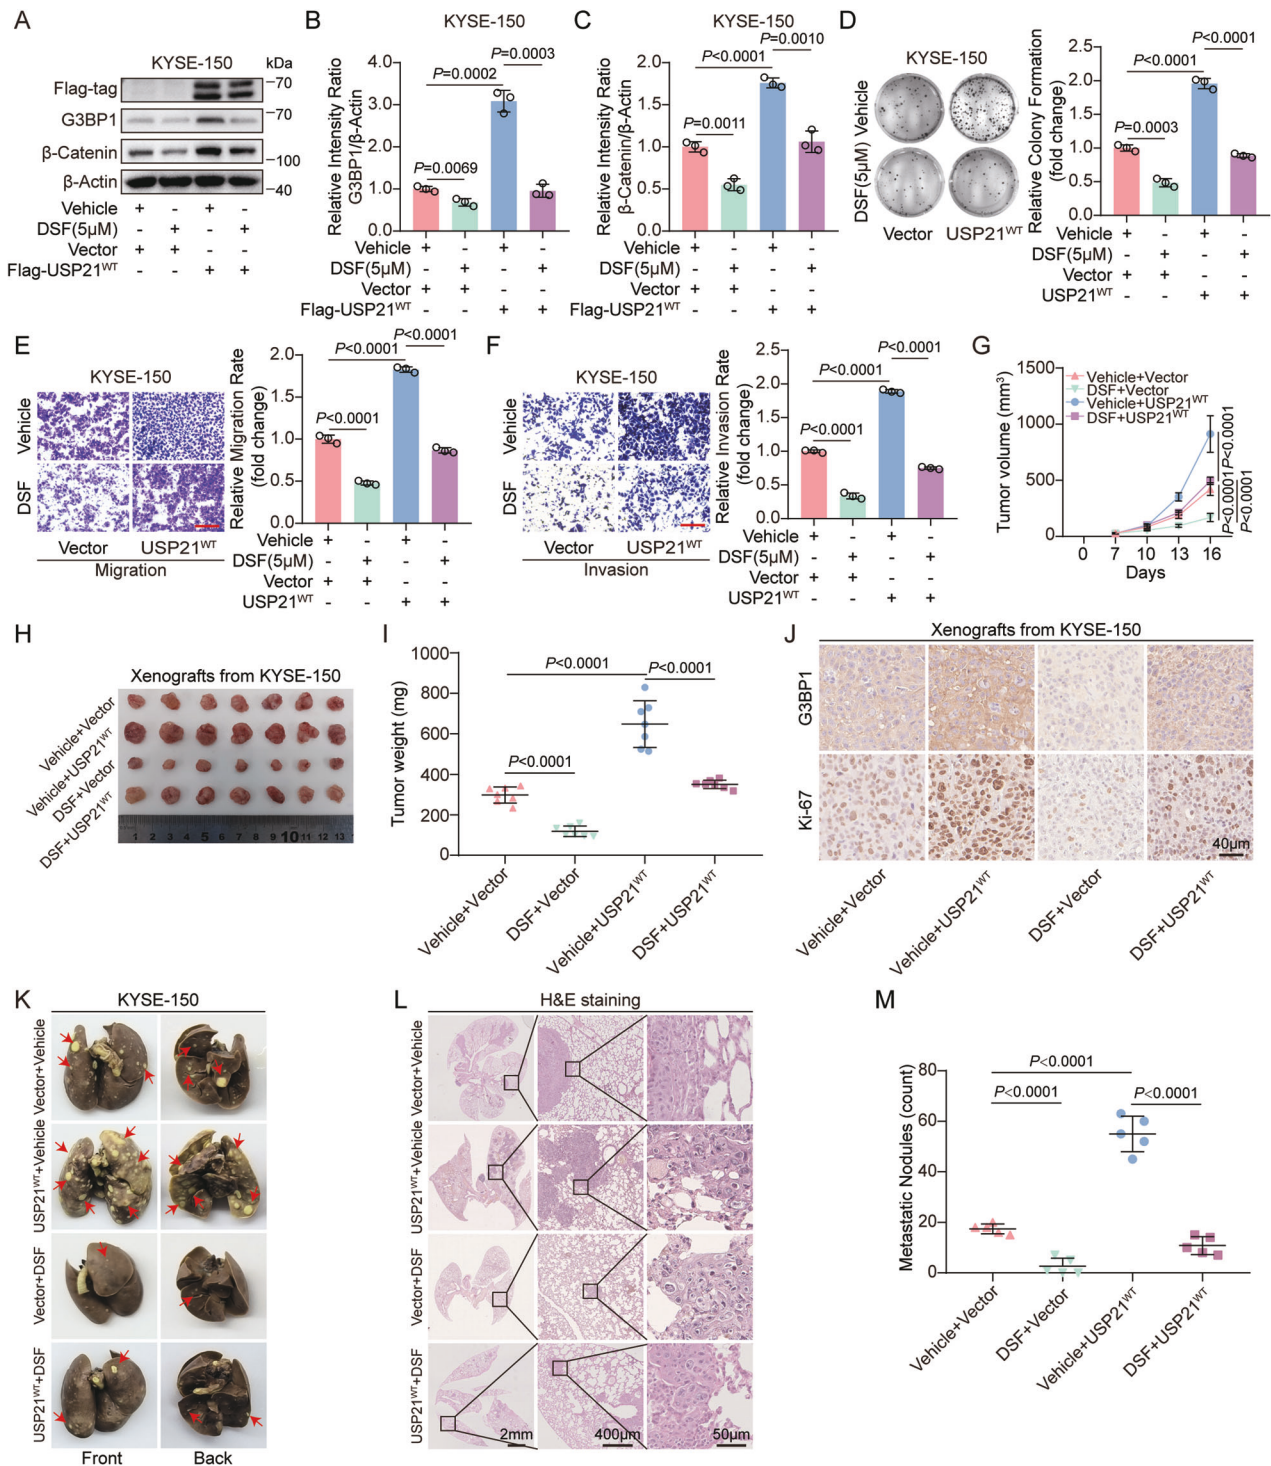 A
KYSE-150
kDa
Flag-tag
70
G3BP1
70
β-Catenin
100
β-Actin
40
Vehicle + - + -
DSF(5μM) - + - +
Vector + + - -
Flag-USP21WT - - + +
B
KYSE-150
Relative Intensity Ratio
G3BP1/β-Actin
4.0
3.0
2.0
1.0
0.0
P=0.0003
P=0.0002
P=0.0069
Vehicle + - + -
DSF(5μM) - + - +
Vector + + - -
Flag-USP21WT - - + +
C
KYSE-150
Relative Intensity Ratio
β-Catenin/β-Actin
2.0
1.5
1.0
0.5
0.0
P=0.0010
P<0.0001
P=0.0011
Vehicle + - + -
DSF(5μM) - + - +
Vector + + - -
Flag-USP21WT - - + +
D
KYSE-150
DSF(5μM) Vehicle
Vector USP21WT
Relative Colony Formation
(fold change)
2.5
2.0
1.5
1.0
0.5
0.0
P<0.0001
P<0.0001
P=0.0003
Vehicle + - + -
DSF(5μM) - + - +
Vector + + - -
USP21WT - - + +
E
KYSE-150
Vehicle
DSF
Vector USP21WT
Migration
Relative Migration Rate
(fold change)
2.0
1.5
1.0
0.5
0.0
P<0.0001
P<0.0001
P<0.0001
Vehicle + - + -
DSF(5μM) - + - +
Vector + + - -
USP21WT - - + +
F
KYSE-150
Vehicle
DSF
Vector USP21WT
Invasion
Relative Invasion Rate
(fold change)
2.5
2.0
1.5
1.0
0.5
0.0
P<0.0001
P<0.0001
P<0.0001
Vehicle + - + -
DSF(5μM) - + - +
Vector + + - -
USP21WT - - + +
G
Tumor volume (mm3)
1500
1000
500
0
Vehicle+Vector
DSF+Vector
Vehicle+USP21WT
DSF+USP21WT
P<0.0001
P<0.0001
P<0.0001
0 7 10 13 16
Days
H
Xenografts from KYSE-150
Vehicle+Vector
Vehicle+USP21WT
DSF+Vector
DSF+USP21WT
1 2 3 4 5 6 7 8 9 10 11 12 13
I
Tumor weight (mg)
1000
800
600
400
200
0
P<0.0001
P<0.0001
P<0.0001
Vehicle+Vector
DSF+Vector
Vehicle+USP21WT
DSF+USP21WT
J
Xenografts from KYSE-150
G3BP1
Ki-67
40μm
Vehicle+Vector
Vehicle+USP21WT
DSF+Vector
DSF+USP21WT
K
KYSE-150
Vector+Vehicle
USP21WT+Vehicle
Vector+DSF
USP21WT+DSF
Front Back
L
H&E staining
Vector+Vehicle
USP21WT+Vehicle
Vector+DSF
USP21WT+DSF
2mm 400μm 50μm
M
Metastatic Nodules (count)
80
60
40
20
0
P<0.0001
P<0.0001
P<0.0001
Vehicle+Vector
DSF+Vector
Vehicle+USP21WT
DSF+USP21WT